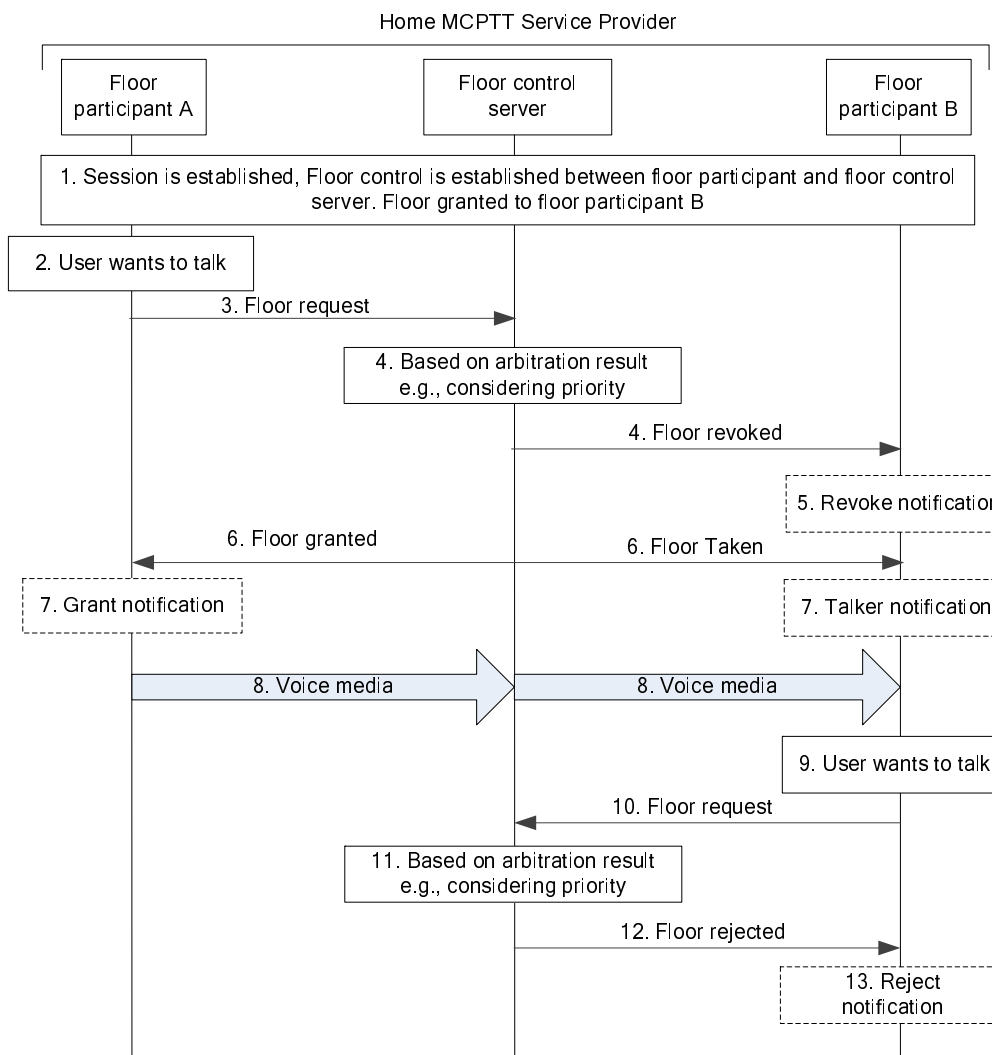 Home MCPTT Service Provider
Floor
participant A
Floor control
server
Floor
participant B
1. Session is established, Floor control is established between floor participant and floor control
server. Floor granted to floor participant B
2. User wants to talk
3. Floor request
4. Based on arbitration result
e.g., considering priority
4. Floor revoked
5. Revoke notification
6. Floor granted
6. Floor Taken
7. Grant notification
7. Talker notification
8. Voice media
8. Voice media
9. User wants to talk
10. Floor request
11. Based on arbitration result
e.g., considering priority
12. Floor rejected
13. Reject
notification